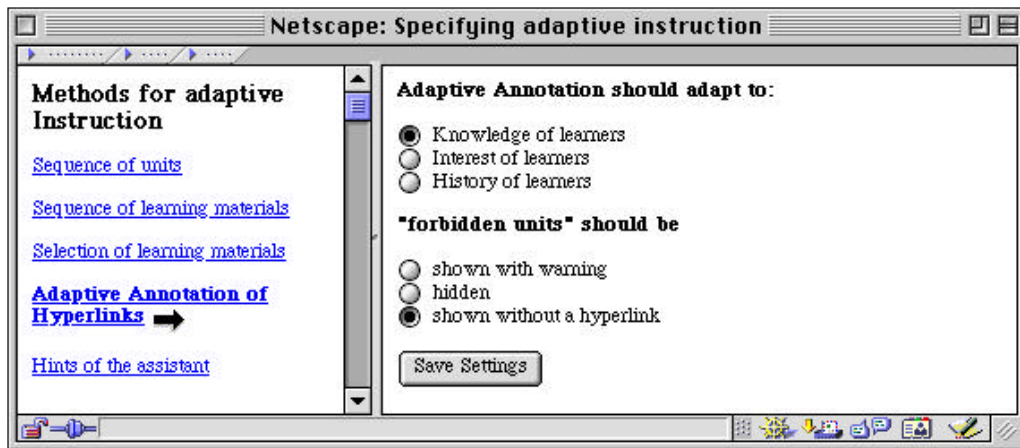 Netscape: Specifying adaptive instruction
Methods for adaptive
Instruction
Sequence of units
Sequence of learning materials
Selection of learning materials
Adaptive Annotation of
Hyperlinks
Hints of the assistant
Adaptive Annotation should adapt to:
Knowledge of learners
Interest of learners
History of learners
"forbidden units" should be
shown with warning
hidden
shown without a hyperlink
Save Settings